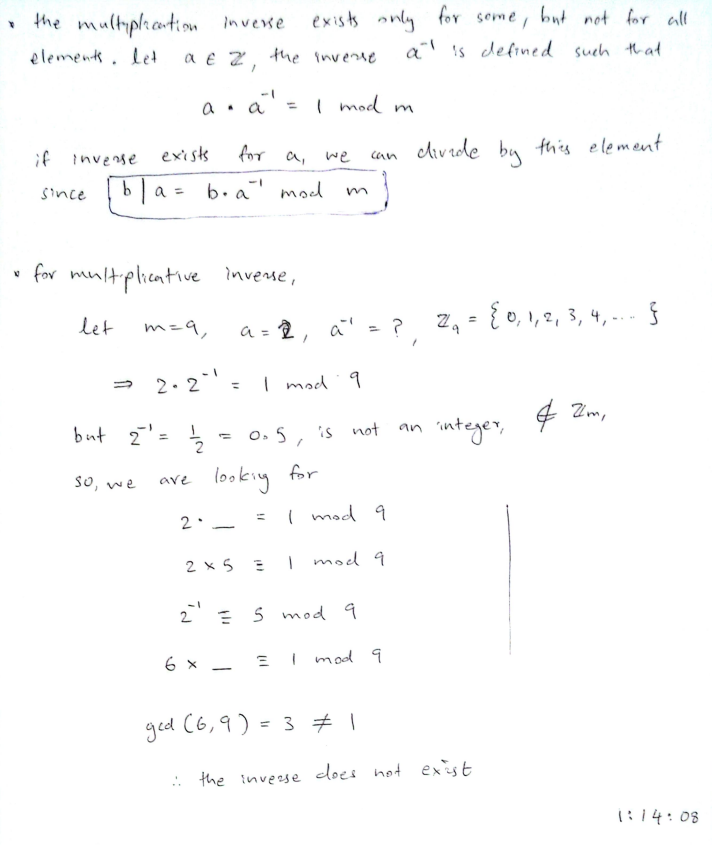 • the multiplication inverse exists only for some, but not for all
elements. let a ∈ Z, the inverse a⁻¹ is defined such that
a • a⁻¹ = 1 mod m
if inverse exists for a, we can divide by this element
since b | a = b • a⁻¹ mod m
• for multiplicative inverse,
let m=9, a = 2, a⁻¹ = ?, Z₉ = {0,1,2,3,4,....}
⇒ 2 • 2⁻¹ = 1 mod 9
but 2⁻¹ = 1/2 = 0.5, is not an integer, ∉ Zm,
so, we are lookig for
2 • _ = 1 mod 9
2 x 5 ≡ 1 mod 9
2⁻¹ ≡ 5 mod 9
6 x _ ≡ 1 mod 9
gcd (6,9) = 3 ≠ 1
∴ the inverse does not exist
1:14:08